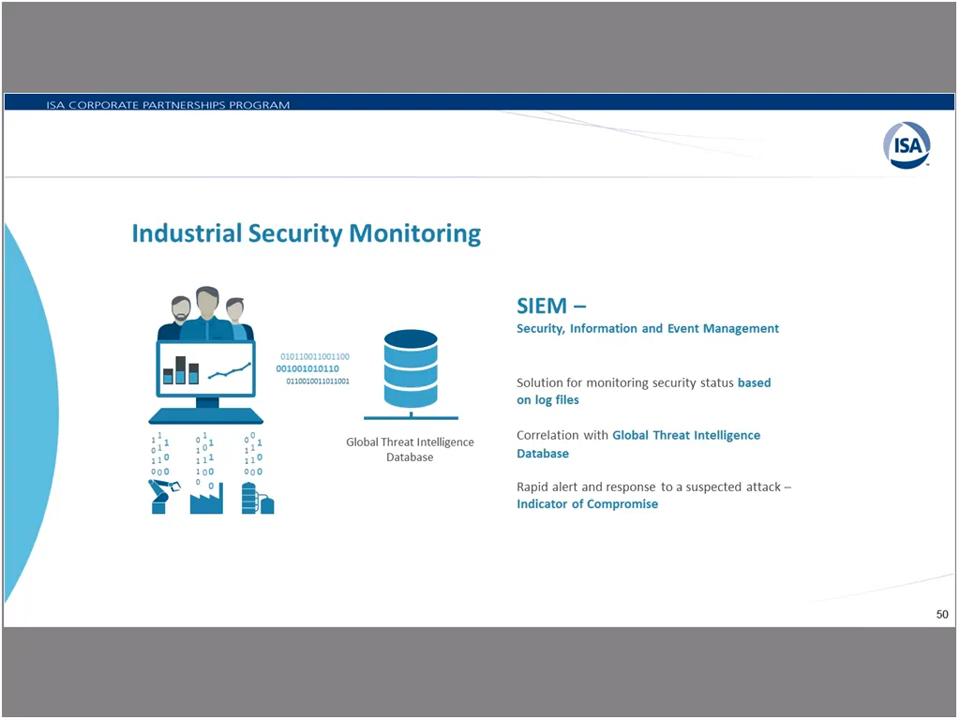 ISA CORPORATE PARTNERSHIPS PROGRAM
ISA
Industrial Security Monitoring
SIEM –
Security, Information and Event Management
010110011001100
001001010110
0110010011011001
Solution for monitoring security status based
on log files
Global Threat Intelligence
Database
Correlation with Global Threat Intelligence
Database
Rapid alert and response to a suspected attack –
Indicator of Compromise
50